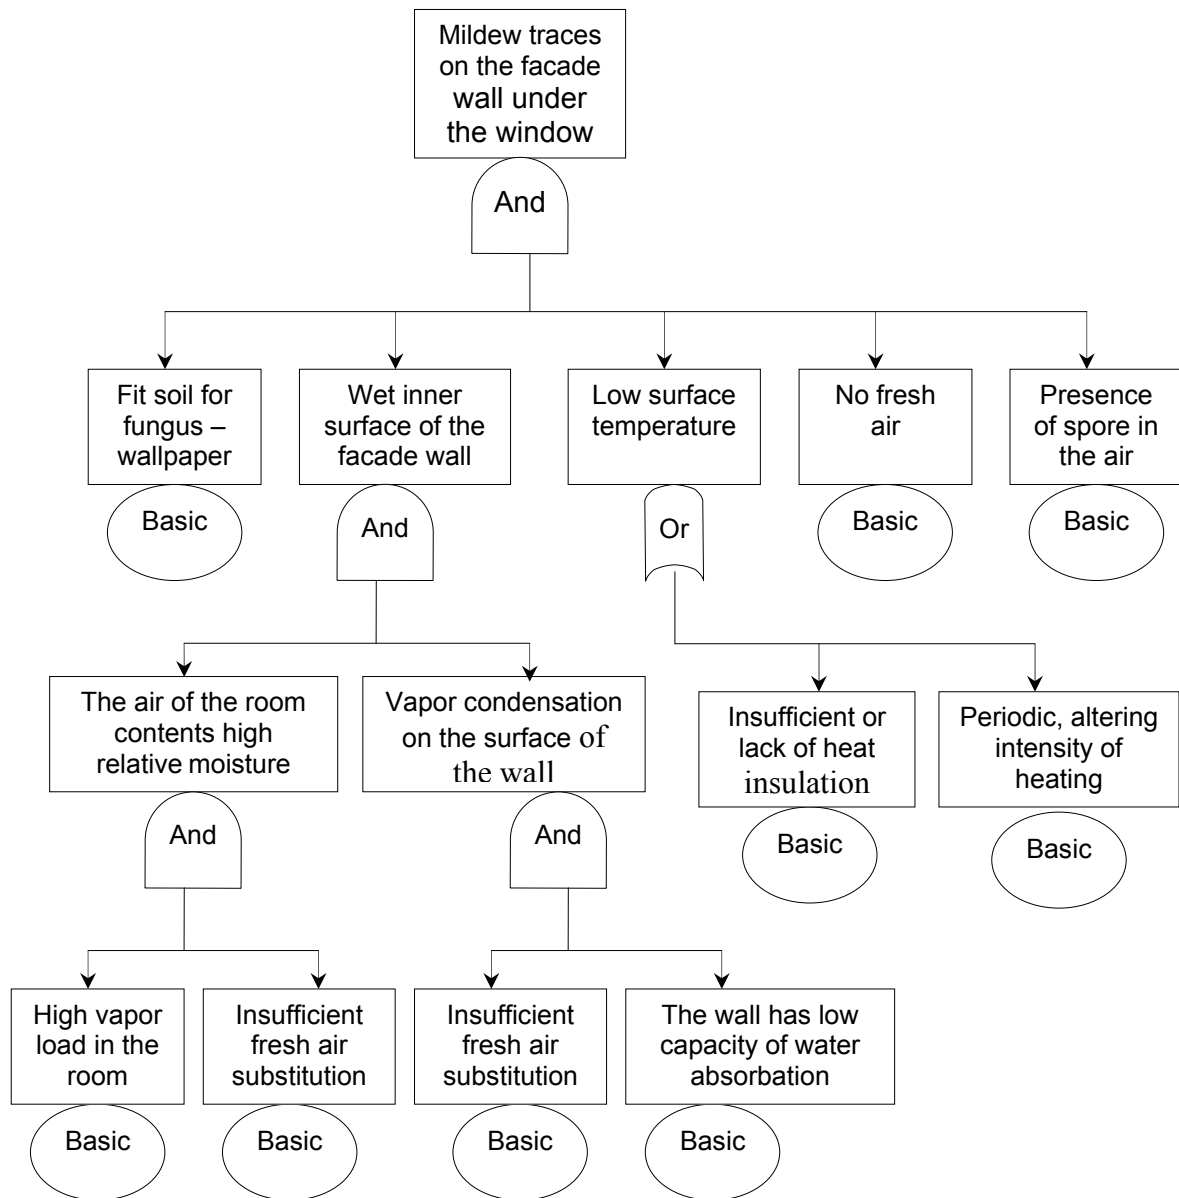 Mildew traces
on the facade
wall under
the window
And
Fit soil for
fungus –
wallpaper
Basic
Wet inner
surface of the
facade wall
And
Low surface
temperature
Or
No fresh
air
Basic
Presence
of spore in
the air
Basic
The air of the room
contents high
relative moisture
And
Vapor condensation
on the surface of
the wall
And
Insufficient or
lack of heat
insulation
Basic
Periodic, altering
intensity of
heating
Basic
High vapor
load in the
room
Basic
Insufficient
fresh air
substitution
Basic
Insufficient
fresh air
substitution
Basic
The wall has low
capacity of water
absorbation
Basic